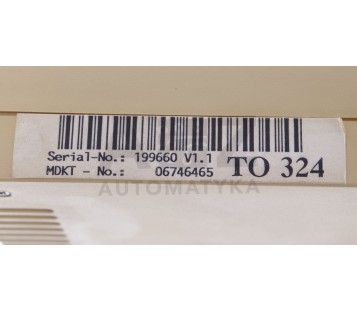 Serial-No.: 199660 V1.1
MDKT - No.: 06746465
TO 324
AUTOMATYKA